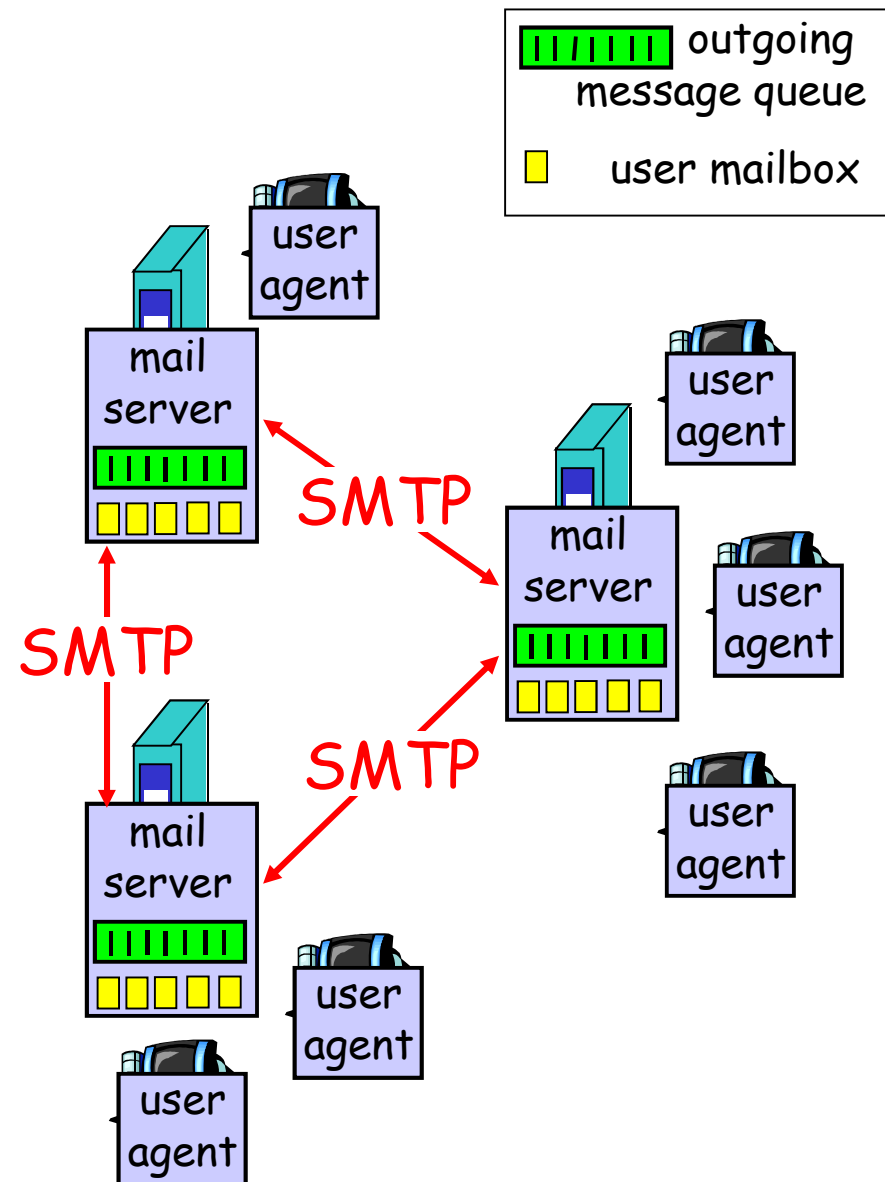 outgoing
message queue
user mailbox
user
agent
mail
server
user
agent
SMTP
mail
server
user
agent
SMTP
SMTP
user
agent
mail
server
user
agent
user
agent